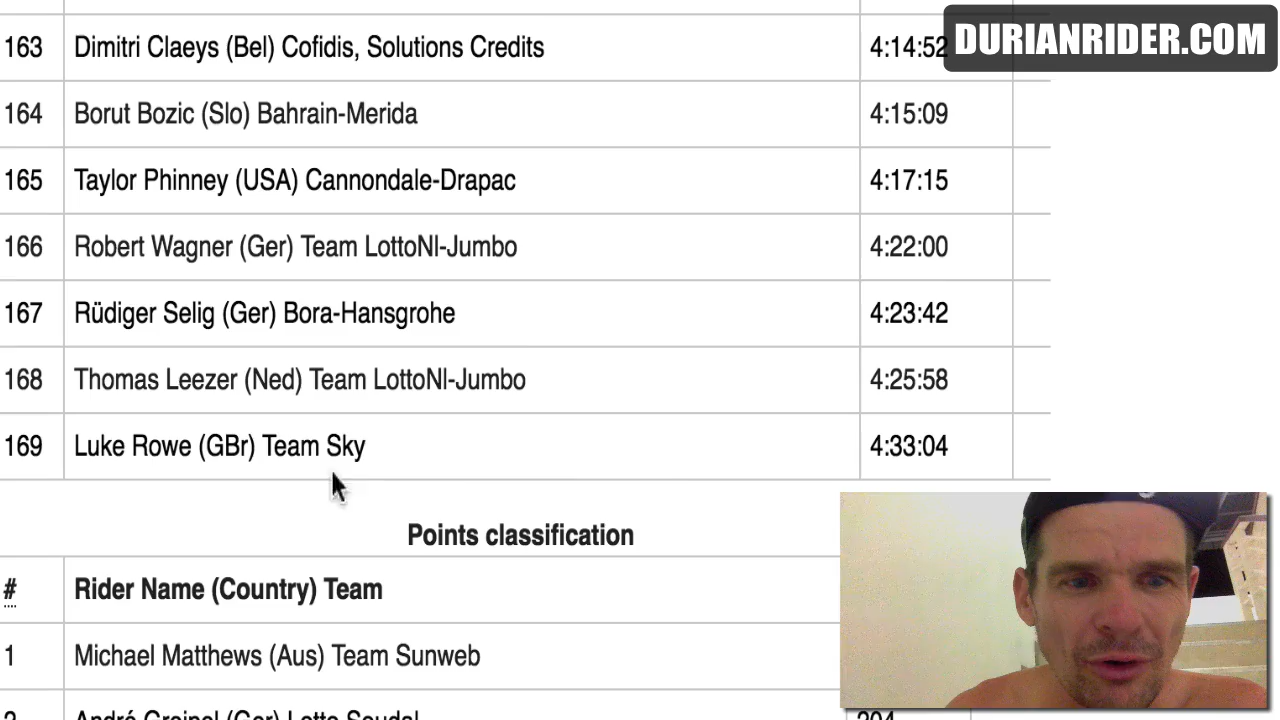 DURIANRIDER.COM
163 Dimitri Claeys (Bel) Cofidis, Solutions Credits 4:14:52
164 Borut Bozic (Slo) Bahrain-Merida 4:15:09
165 Taylor Phinney (USA) Cannondale-Drapac 4:17:15
166 Robert Wagner (Ger) Team LottoNl-Jumbo 4:22:00
167 Rüdiger Selig (Ger) Bora-Hansgrohe 4:23:42
168 Thomas Leezer (Ned) Team LottoNl-Jumbo 4:25:58
169 Luke Rowe (GBr) Team Sky 4:33:04
Points classification
# Rider Name (Country) Team
1 Michael Matthews (Aus) Team Sunweb
2 André Greipel (Ger) Lotto Soudal 204